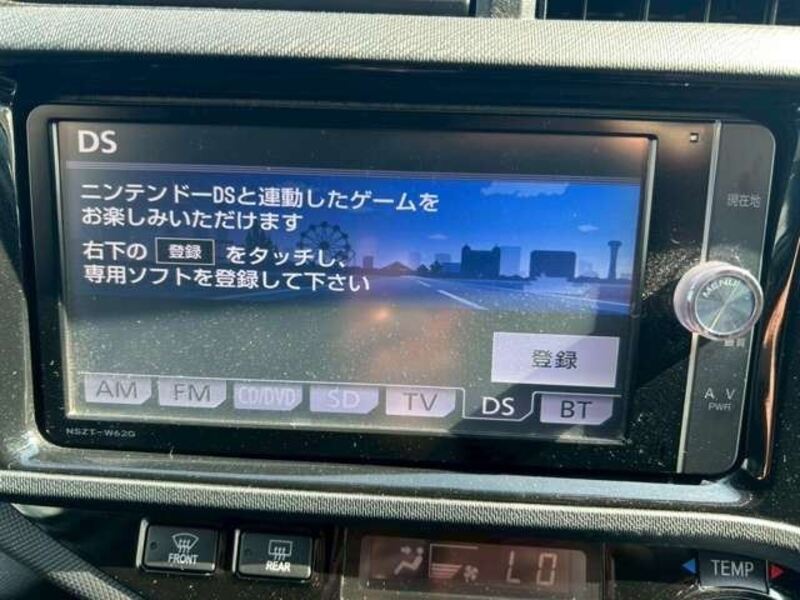 DS
ニンテンドーDSと連動したゲームを
お楽しみいただけます
右下の 登録 をタッチし、
専用ソフトを登録して下さい
登録
AM FM CD/DVD SD TV DS BT
NSZT-W62G
現在地
MENU
AV
PWR
FRONT
REAR
LO
TEMP